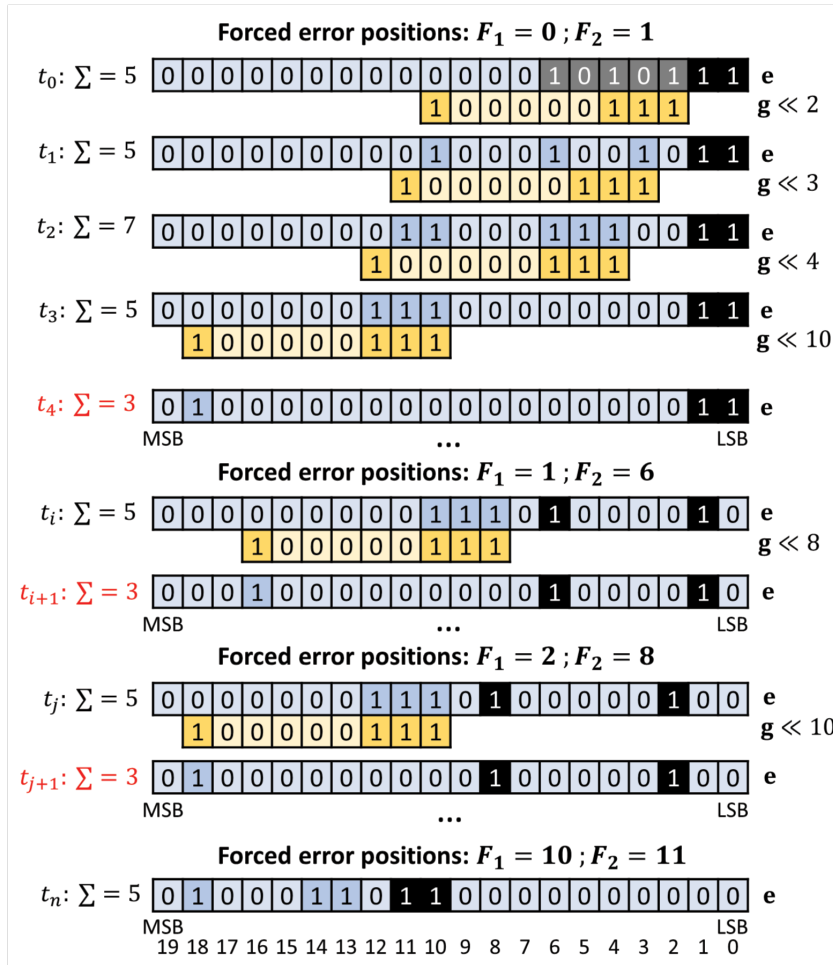 Forced error positions: F₁ = 0 ; F₂ = 1
t₀: ∑ = 5 0 0 0 0 0 0 0 0 0 0 0 0 0 1 0 1 0 1 1 1 e
1 0 0 0 0 0 1 1 1 g ≪ 2
t₁: ∑ = 5 0 0 0 0 0 0 0 0 0 1 0 0 0 1 0 0 1 0 1 1 e
1 0 0 0 0 0 1 1 1 g ≪ 3
t₂: ∑ = 7 0 0 0 0 0 0 0 0 1 1 0 0 0 1 1 1 0 0 1 1 e
1 0 0 0 0 0 1 1 1 g ≪ 4
t₃: ∑ = 5 0 0 0 0 0 0 0 1 1 1 0 0 0 0 0 0 0 0 1 1 e
1 0 0 0 0 0 1 1 1 g ≪ 10
t₄: ∑ = 3 0 1 0 0 0 0 0 0 0 0 0 0 0 0 0 0 0 0 1 1 e
MSB ... LSB
Forced error positions: F₁ = 1 ; F₂ = 6
tᵢ: ∑ = 5 0 0 0 0 0 0 0 0 0 1 1 1 0 1 0 0 0 0 1 0 e
1 0 0 0 0 0 1 1 1 g ≪ 8
tᵢ₊₁: ∑ = 3 0 0 0 1 0 0 0 0 0 0 0 0 0 1 0 0 0 0 1 0 e
MSB ... LSB
Forced error positions: F₁ = 2 ; F₂ = 8
tⱼ: ∑ = 5 0 0 0 0 0 0 0 1 1 1 0 1 0 0 0 0 0 1 0 0 e
1 0 0 0 0 0 1 1 1 g ≪ 10
tⱼ₊₁: ∑ = 3 0 1 0 0 0 0 0 0 0 0 0 1 0 0 0 0 0 1 0 0 e
MSB ... LSB
Forced error positions: F₁ = 10 ; F₂ = 11
tₙ: ∑ = 5 0 1 0 0 0 1 1 0 1 1 0 0 0 0 0 0 0 0 0 0 e
MSB LSB
19 18 17 16 15 14 13 12 11 10 9 8 7 6 5 4 3 2 1 0